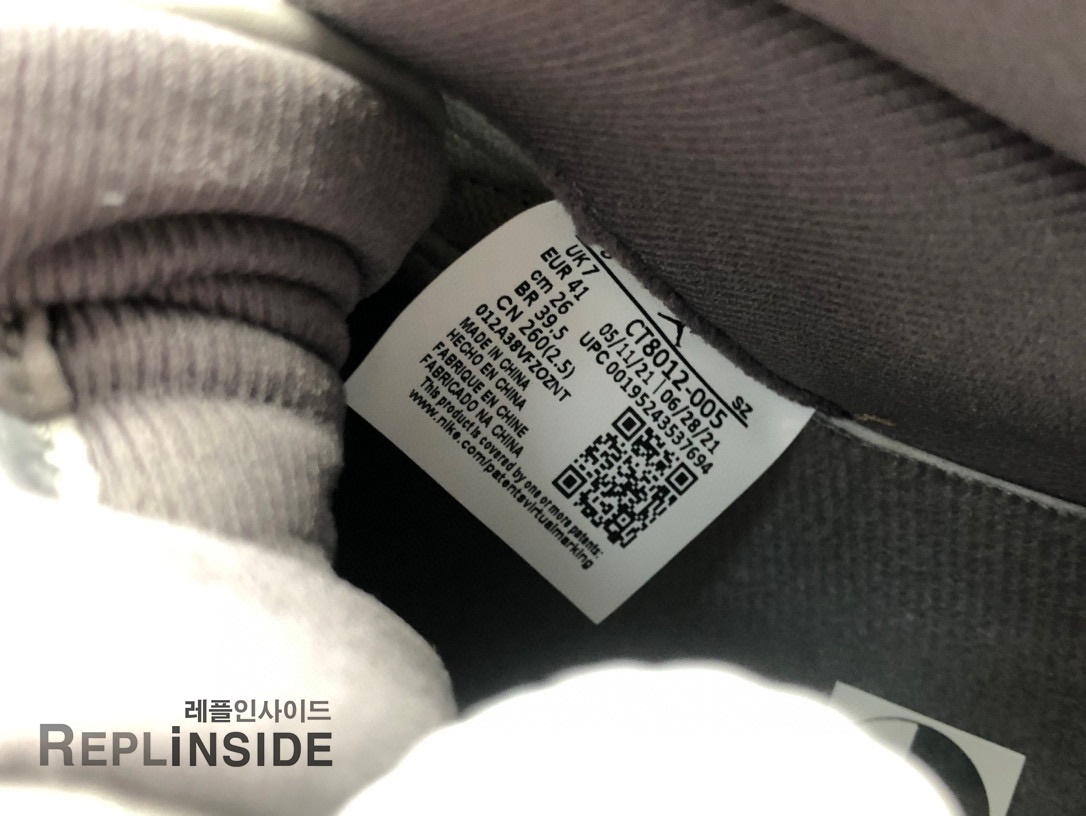 UK 7
EUR 41
cm 26
BR 39.5
CN 260(2.5)
012A38VFZOZNT
MADE IN CHINA
HECHO EN CHINA
FABRIQUE EN CHINE
FABRICADO NA CHINA
This product is covered by one or more patents:
www.nike.com/patentsvirtualmarking
SZ
CT8012-005
05/11/21 | 06/28/21
UPC 00195243537694
레플인사이드
REPLiNSIDE